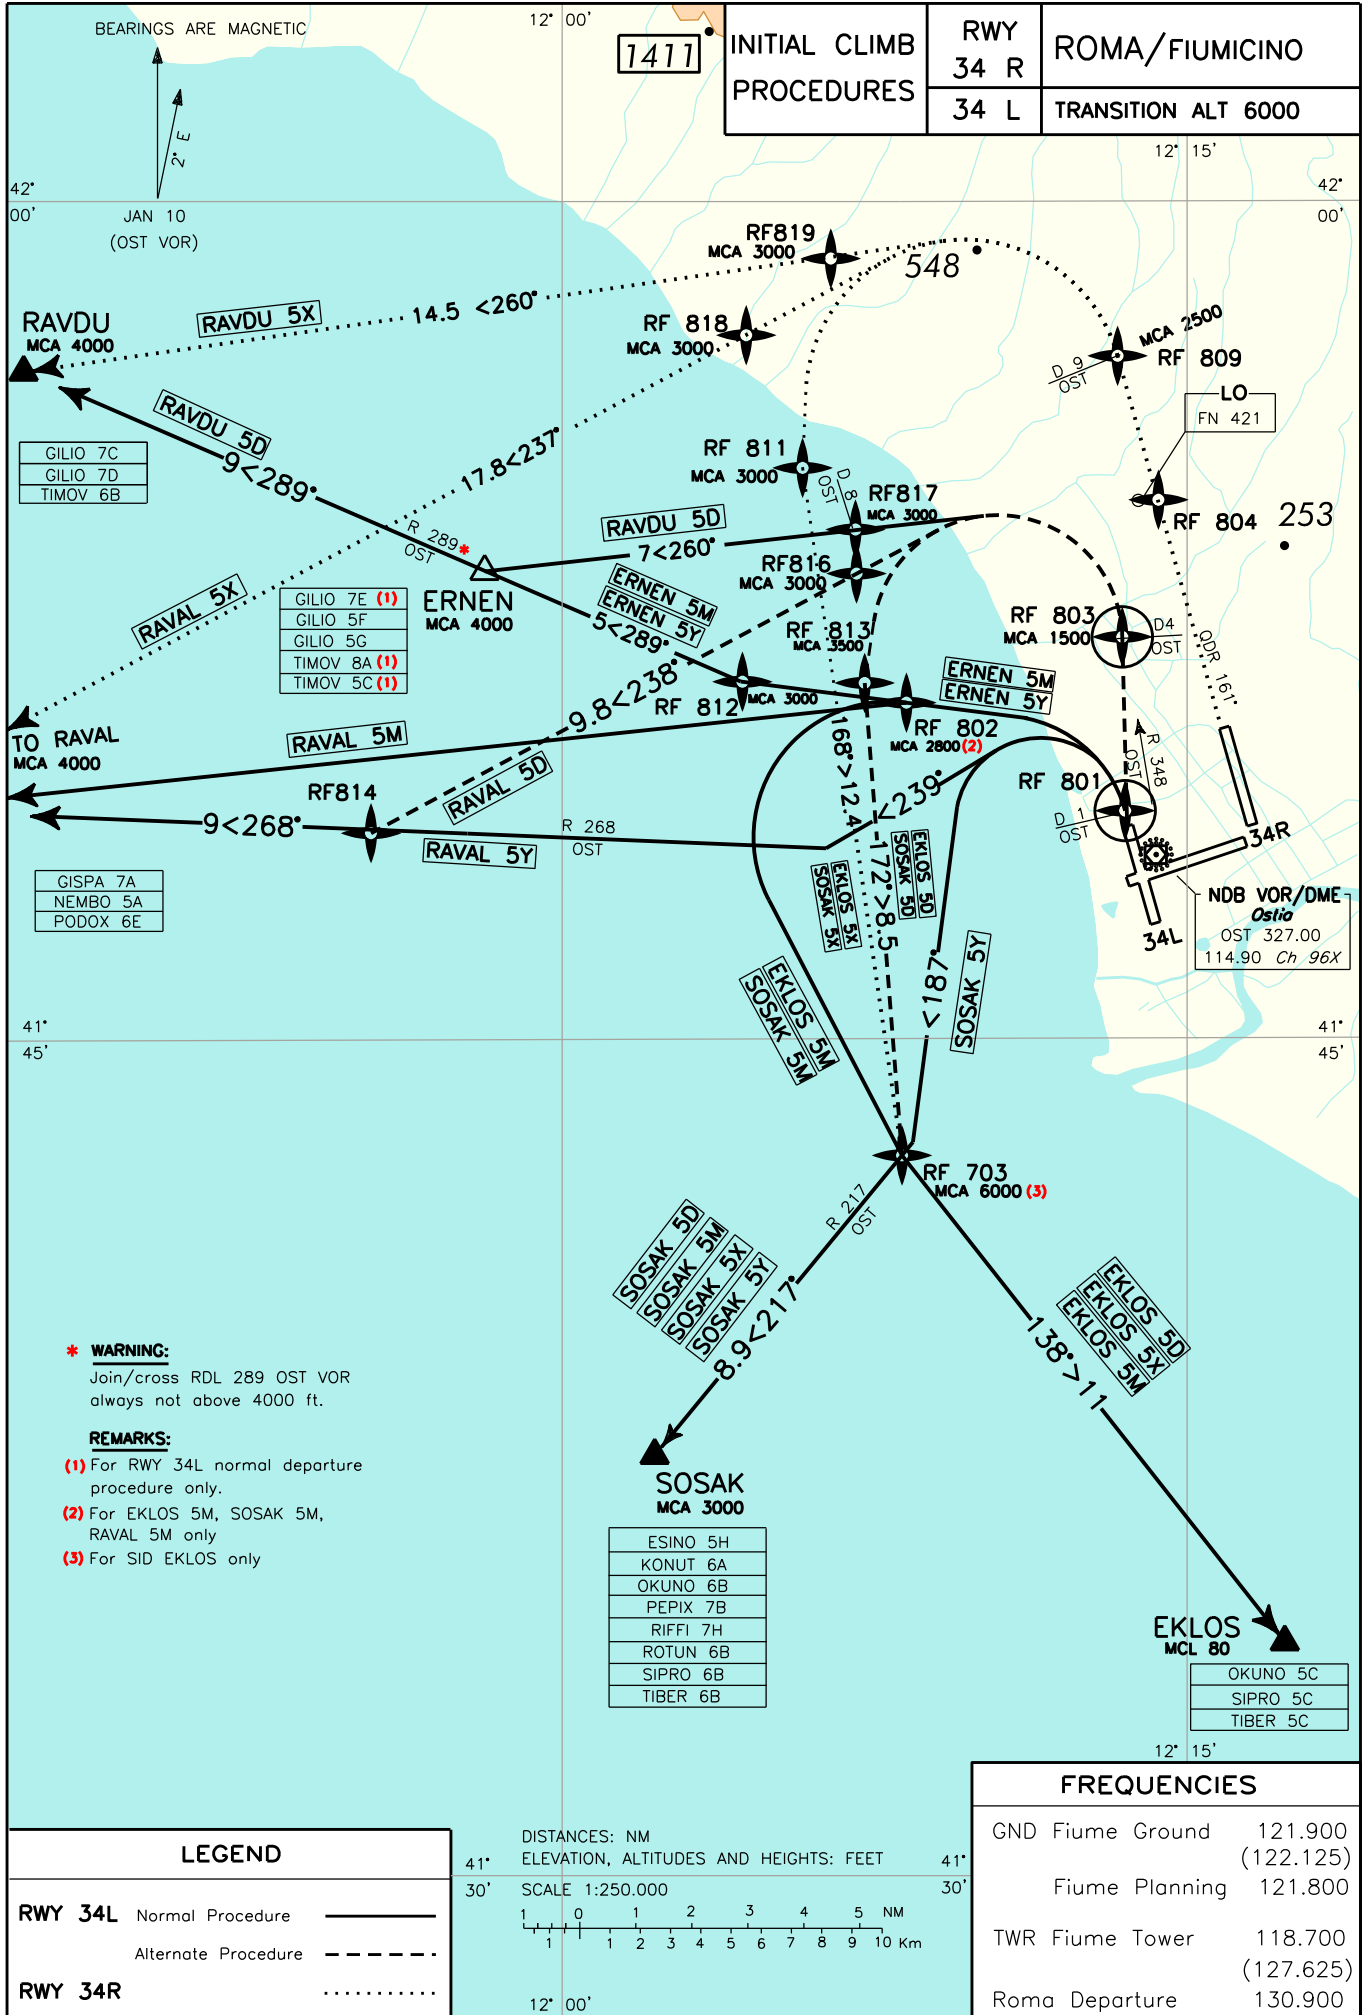 BEARINGS ARE MAGNETIC
2° E
JAN 10
(OST VOR)
12° 00'
1411
INITIAL CLIMB
PROCEDURES
RWY
34 R
34 L
ROMA/FIUMICINO
TRANSITION ALT 6000
12° 15'
42°
00'
42°
00'
RF819
MCA 3000
548
RAVDU
MCA 4000
RAVDU 5X
14.5 <260°
RF 818
MCA 3000
MCA 2500
RF 809
D 9
OST
LO
FN 421
RAVDU 5D
9<289°
GILIO 7C
GILIO 7D
TIMOV 6B
17.8<237°
RF 811
MCA 3000
D 8
OST
RF817
MCA 3000
RF 804
253
R 289
OST
*
RAVDU 5D
7<260°
RF816
MCA 3000
RAVAL 5X
GILIO 7E (1)
GILIO 5F
GILIO 5G
TIMOV 8A (1)
TIMOV 5C (1)
ERNEN
MCA 4000
ERNEN 5M
ERNEN 5Y
5<289°
RF 813
MCA 3500
RF 803
MCA 1500
D4
OST
QDR 161°
ERNEN 5M
ERNEN 5Y
9.8<238°
RF 812
MCA 3000
RF 802
MCA 2800 (2)
TO RAVAL
MCA 4000
RAVAL 5M
RAVAL 5D
168°>12.4
<239°
R 348
OST
RF 801
D 1
OST
RF814
9<268°
R 268
OST
RAVAL 5Y
172°>8.5
EKLOS 5D
SOSAK 5D
EKLOS 5X
SOSAK 5X
34R
34L
NDB VOR/DME
Ostia
OST 327.00
114.90 Ch 96X
GISPA 7A
NEMBO 5A
PODOX 6E
EKLOS 5M
SOSAK 5M
<187°
SOSAK 5Y
41°
45'
41°
45'
RF 703
MCA 6000 (3)
R 217
OST
SOSAK 5D
SOSAK 5M
SOSAK 5X
SOSAK 5Y
8.9<217°
EKLOS 5D
EKLOS 5X
EKLOS 5M
138°>11
* WARNING:
Join/cross RDL 289 OST VOR
always not above 4000 ft.
REMARKS:
(1) For RWY 34L normal departure
procedure only.
(2) For EKLOS 5M, SOSAK 5M,
RAVAL 5M only
(3) For SID EKLOS only
SOSAK
MCA 3000
ESINO 5H
KONUT 6A
OKUNO 6B
PEPIX 7B
RIFFI 7H
ROTUN 6B
SIPRO 6B
TIBER 6B
EKLOS
MCL 80
OKUNO 5C
SIPRO 5C
TIBER 5C
12° 15'
LEGEND
RWY 34L Normal Procedure
Alternate Procedure
RWY 34R
41°
30'
DISTANCES: NM
ELEVATION, ALTITUDES AND HEIGHTS: FEET
SCALE 1:250.000
1 0 1 2 3 4 5 NM
1 1 2 3 4 5 6 7 8 9 10 Km
41°
30'
12° 00'
FREQUENCIES
GND Fiume Ground 121.900
(122.125)
Fiume Planning 121.800
TWR Fiume Tower 118.700
(127.625)
Roma Departure 130.900